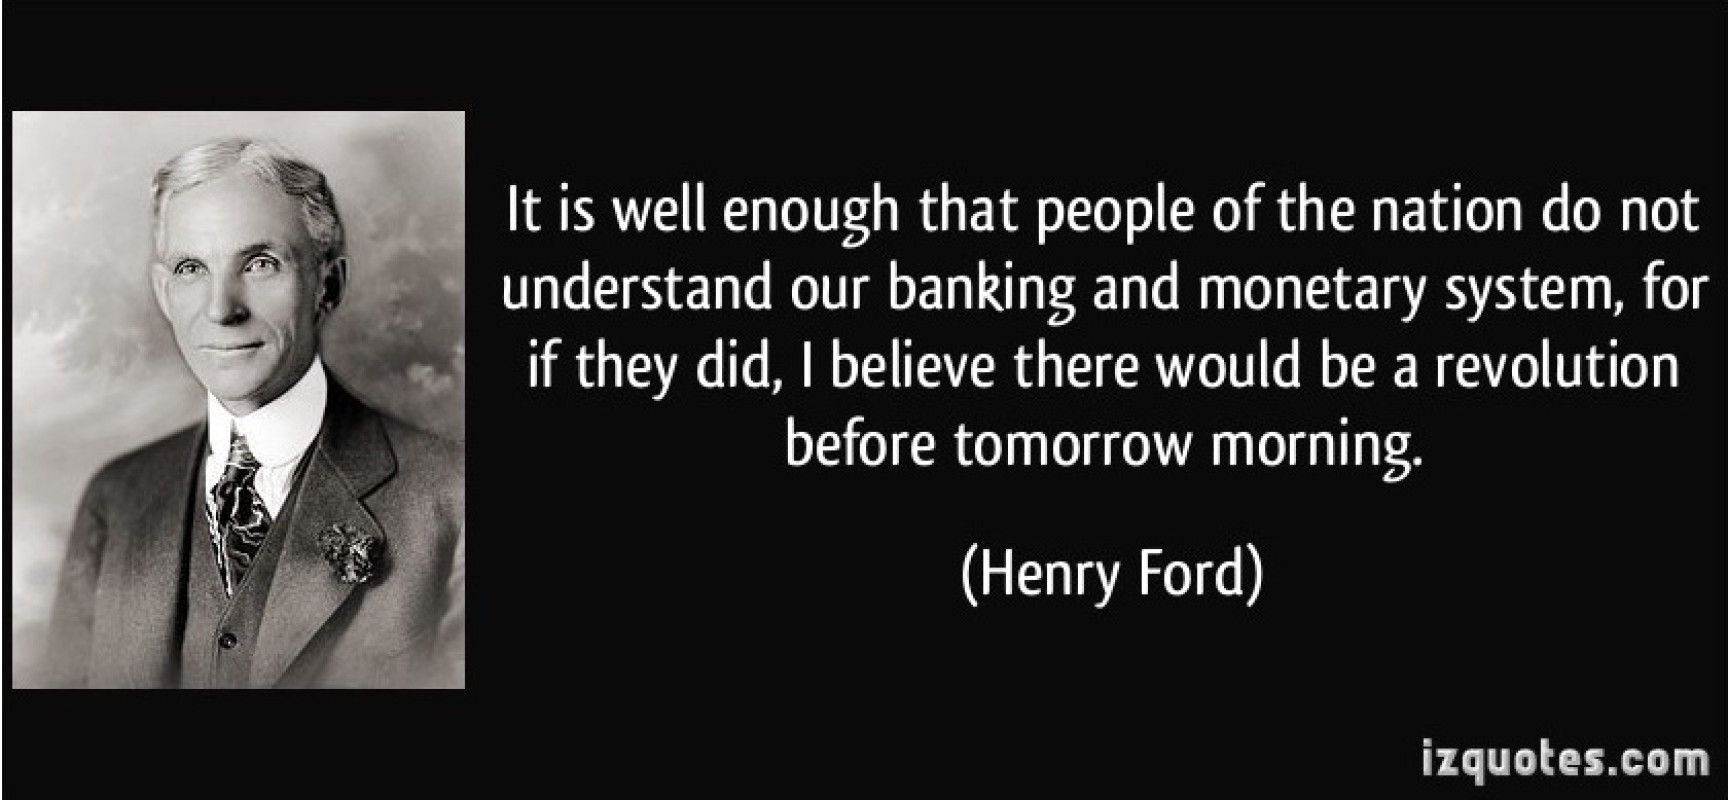 It is well enough that people of the nation do not
understand our banking and monetary system, for
if they did, I believe there would be a revolution
before tomorrow morning.
(Henry Ford)
izquotes.com